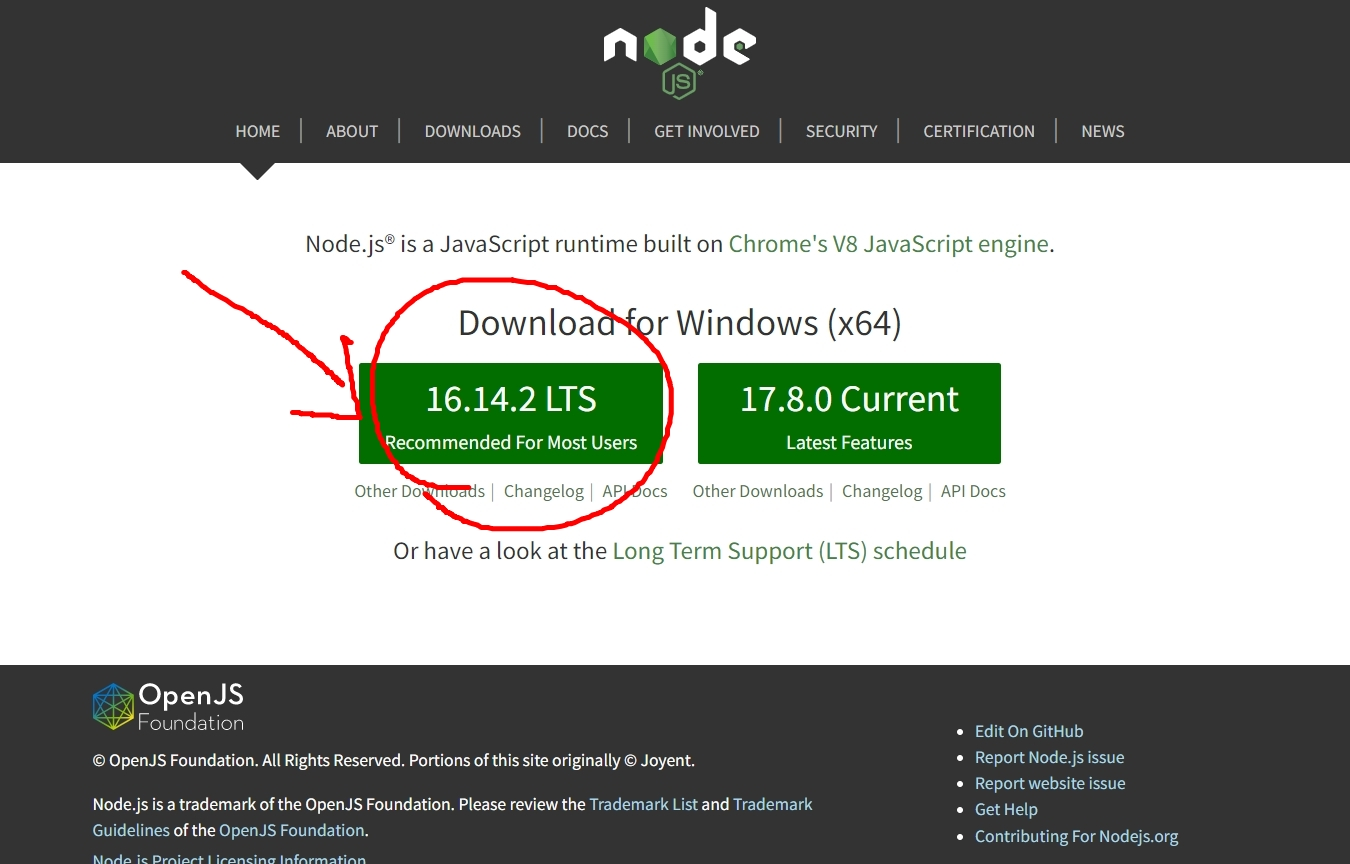 node
JS
HOME | ABOUT | DOWNLOADS | DOCS | GET INVOLVED | SECURITY | CERTIFICATION | NEWS
Node.js® is a JavaScript runtime built on Chrome's V8 JavaScript engine.
Download for Windows (x64)
16.14.2 LTS
Recommended For Most Users
17.8.0 Current
Latest Features
Other Downloads | Changelog | API Docs
Other Downloads | Changelog | API Docs
Or have a look at the Long Term Support (LTS) schedule
OpenJS
Foundation
© OpenJS Foundation. All Rights Reserved. Portions of this site originally © Joyent.
Node.js is a trademark of the OpenJS Foundation. Please review the Trademark List and Trademark
Guidelines of the OpenJS Foundation.
Node.js Project Licensing Information
Edit On GitHub
Report Node.js issue
Report website issue
Get Help
Contributing For Nodejs.org